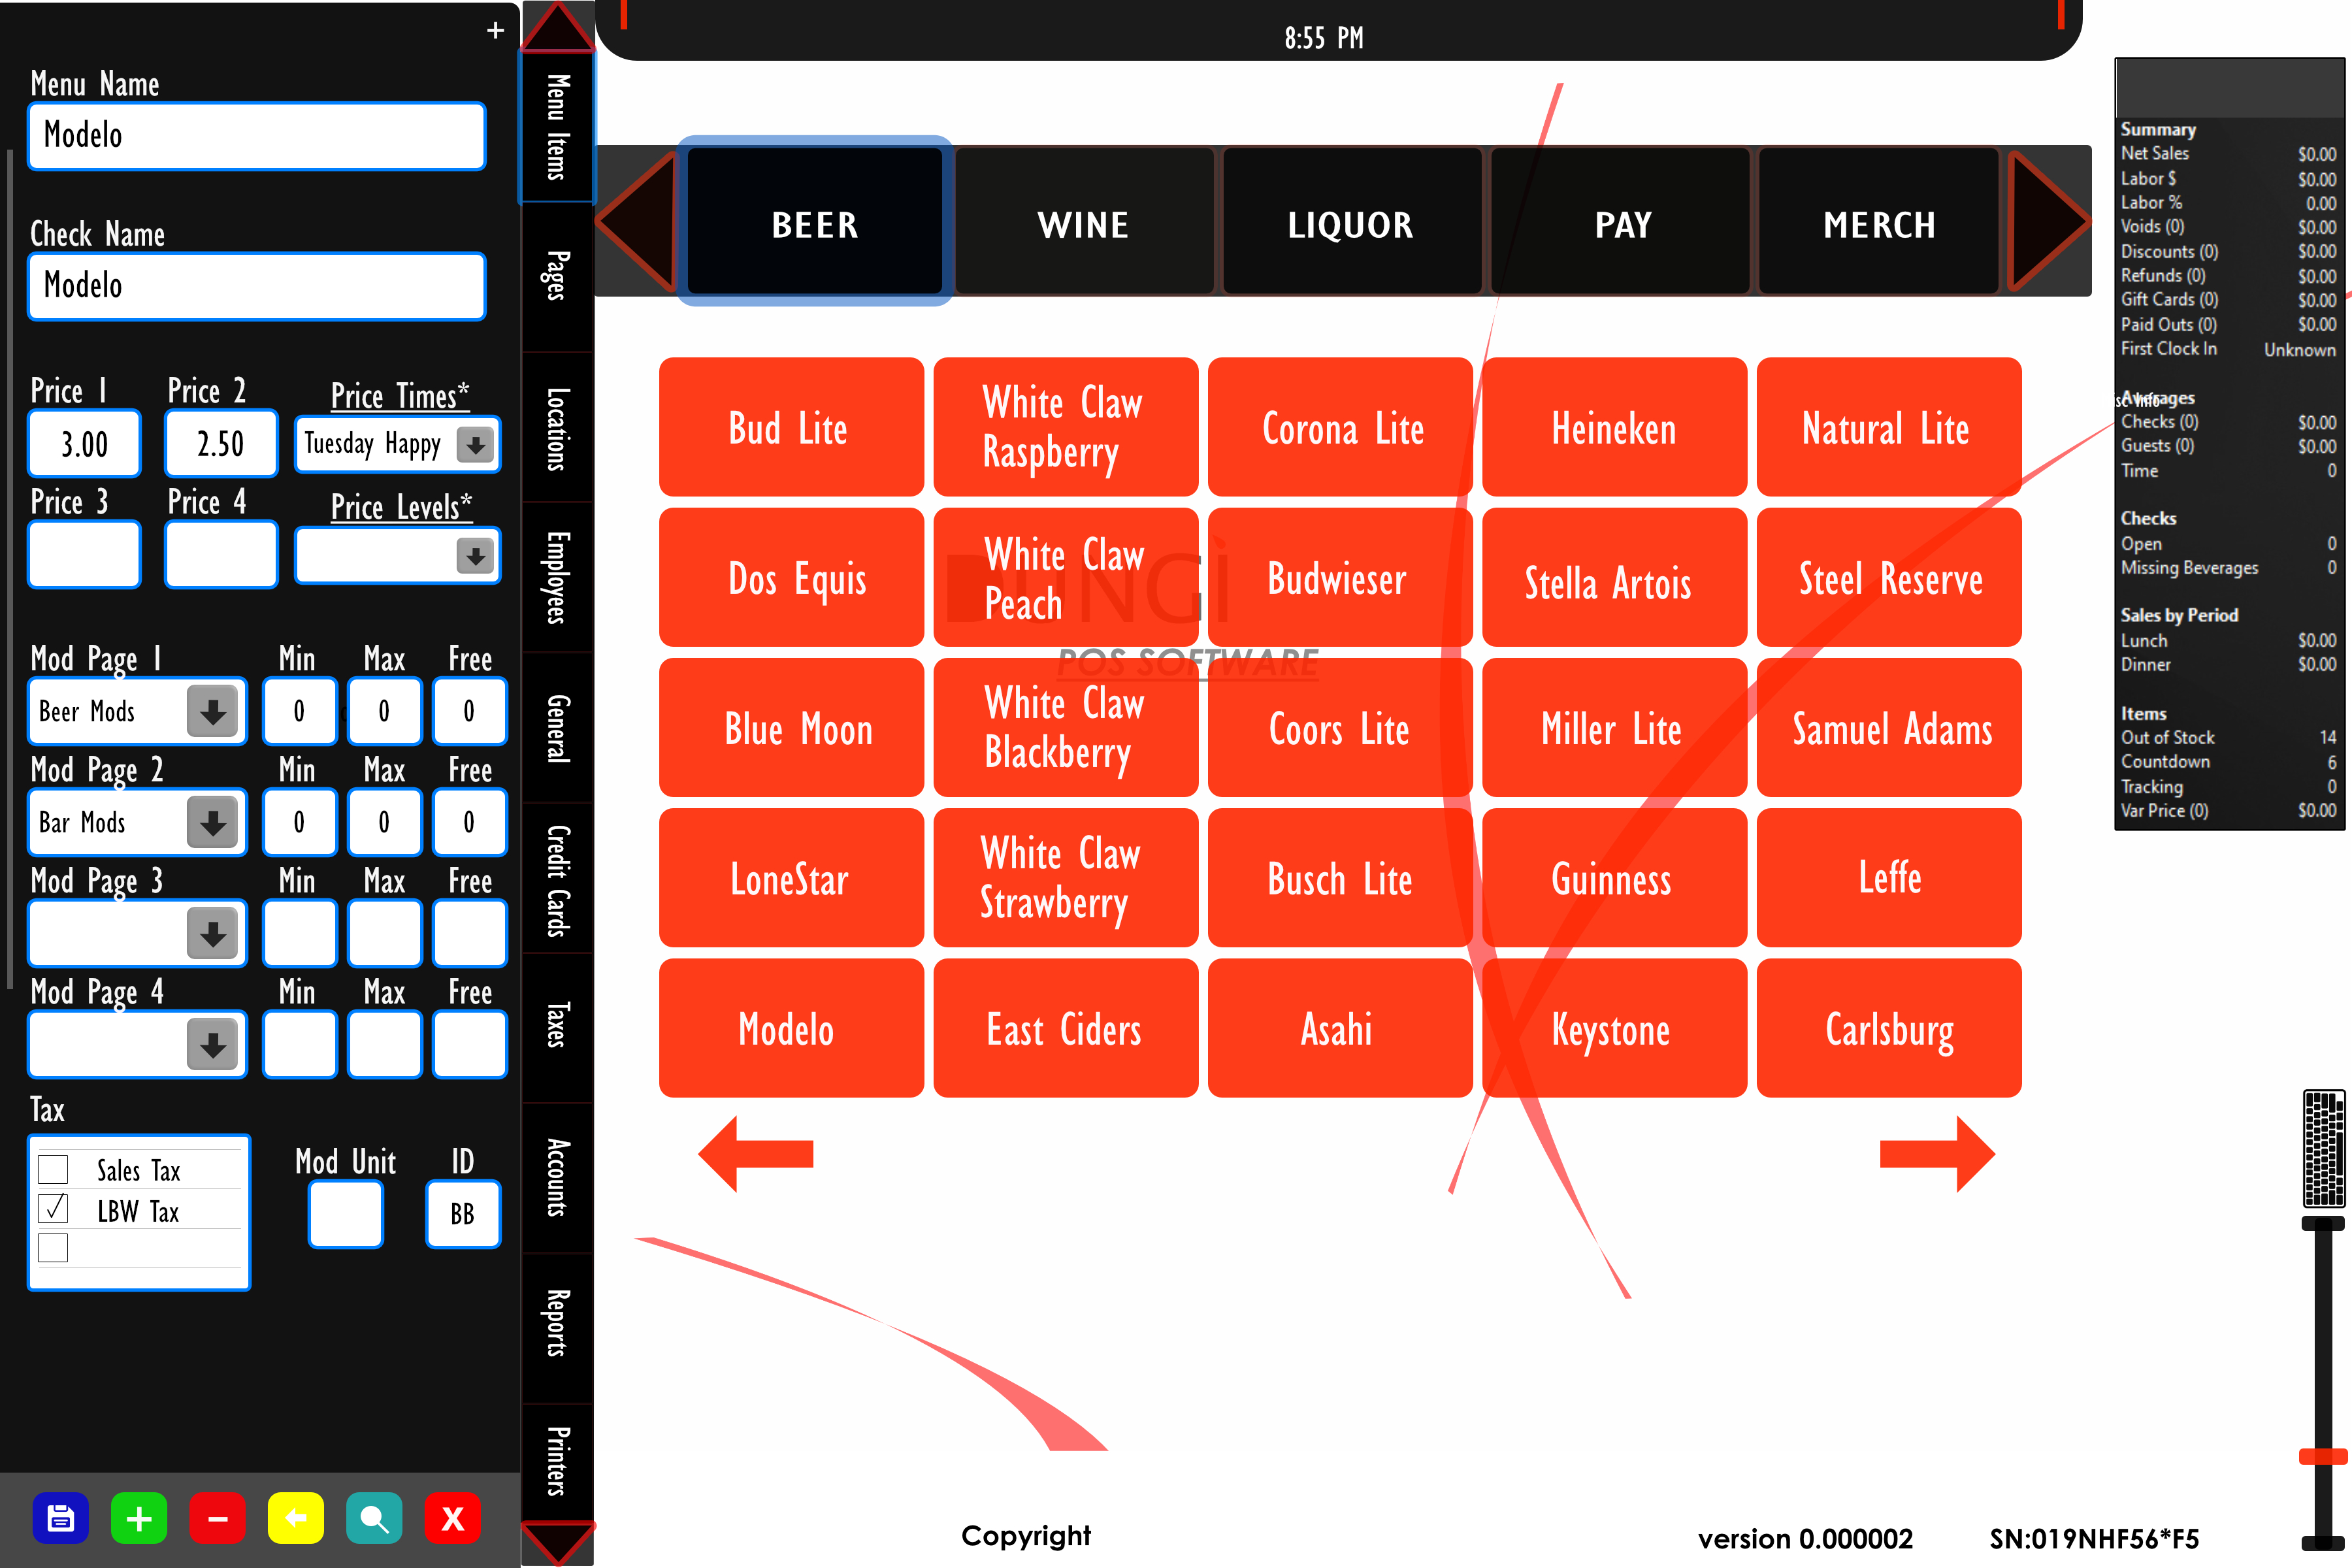 +
Menu Name
Modelo
Check Name
Modelo
Price 1 Price 2 Price Times*
3.00 2.50 Tuesday Happy
Price 3 Price 4 Price Levels*
Mod Page 1 Min Max Free
Beer Mods 0 0 0
Mod Page 2 Min Max Free
Bar Mods 0 0 0
Mod Page 3 Min Max Free
Mod Page 4 Min Max Free
Tax
Sales Tax
LBW Tax
Mod Unit ID
BB
X
Menu Items
Pages
Locations
Employees
General
Credit Cards
Taxes
Accounts
Reports
Printers
8:55 PM
BEER WINE LIQUOR PAY MERCH
Bud Lite
White Claw
Raspberry
Corona Lite
Heineken
Natural Lite
Dos Equis
White Claw
Peach
Budwieser
Stella Artois
Steel Reserve
DUNGİ
POS SOFTWARE
Blue Moon
White Claw
Blackberry
Coors Lite
Miller Lite
Samuel Adams
LoneStar
White Claw
Strawberry
Busch Lite
Guinness
Leffe
Modelo
East Ciders
Asahi
Keystone
Carlsburg
Summary
Net Sales $0.00
Labor $ $0.00
Labor % 0.00
Voids (0) $0.00
Discounts (0) $0.00
Refunds (0) $0.00
Gift Cards (0) $0.00
Paid Outs (0) $0.00
First Clock In Unknown
Averages
Checks (0) $0.00
Guests (0) $0.00
Time 0
Checks
Open 0
Missing Beverages 0
Sales by Period
Lunch $0.00
Dinner $0.00
Items
Out of Stock 14
Countdown 6
Tracking 0
Var Price (0) $0.00
Copyright
version 0.000002
SN:019NHF56*F5